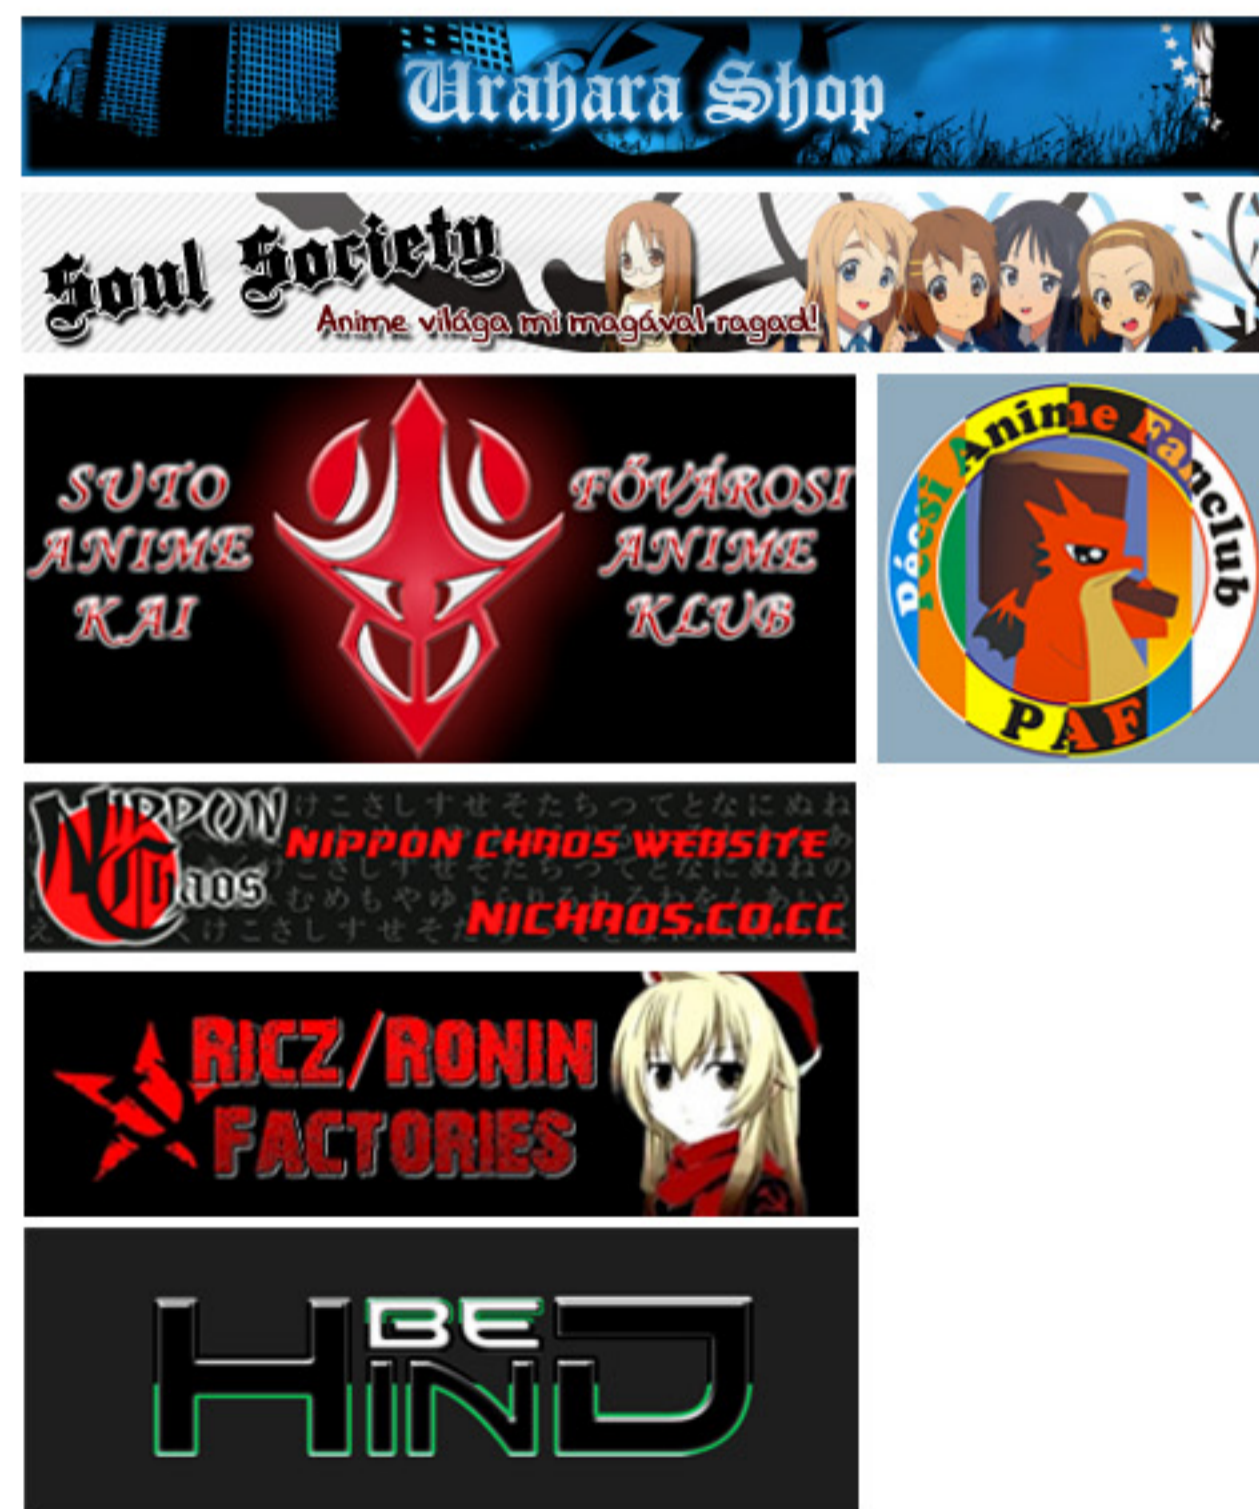 Urahara Shop
Soul Society
Anime világa mi magával ragad!
SUTO
ANIME
KAI
FŐVÁROSI
ANIME
KLUB
Pécsi Anime Fanclub
PAF
NIPPON
Chaos
NIPPON CHAOS WEBSITE
NICHAOS.CO.CC
RICZ/RONIN
FACTORIES
BE
HIND